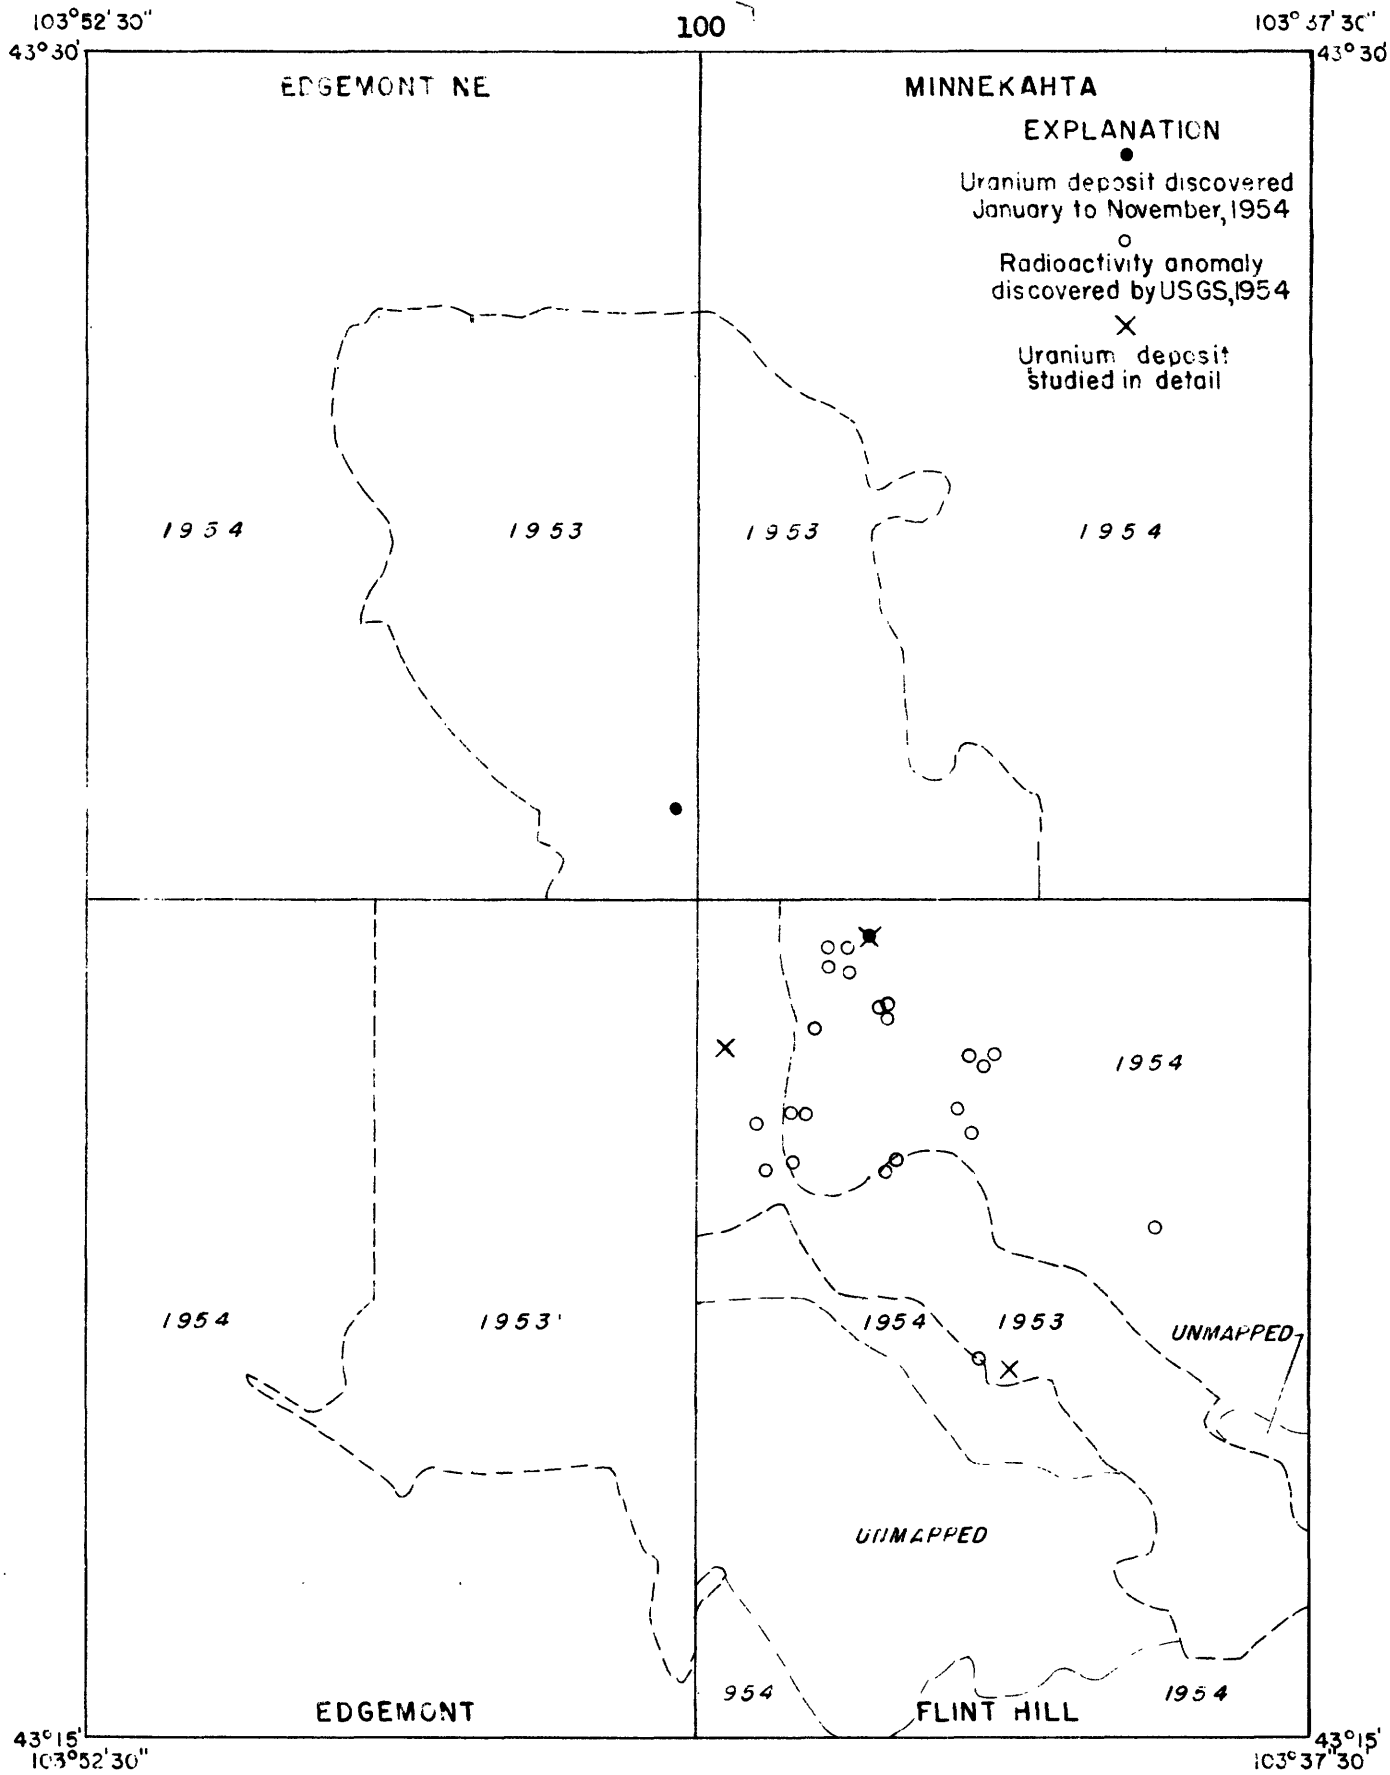 103°52'30"
100
103°37'30"
43°30'
43°30'
EDGEMONT NE
MINNEKAHTA
EXPLANATION
Uranium deposit discovered
January to November, 1954
Radioactivity anomaly
discovered by USGS, 1954
Uranium deposit
studied in detail
1954
1953
1953
1954
1954
1954
1953
1954
1953
UNMAPPED
UNMAPPED
954
1954
EDGEMONT
FLINT HILL
43°15'
43°15'
103°52'30"
103°37'30"